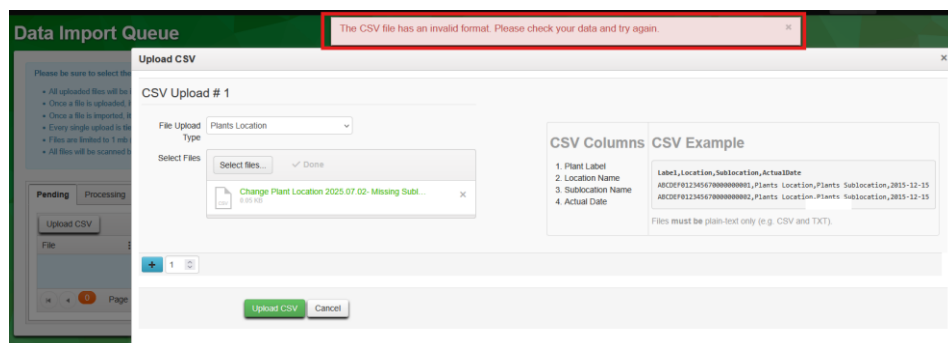 Data Import Queue
The CSV file has an invalid format. Please check your data and try again.
×
Upload CSV
×
Please be sure to select the
• All uploaded files will be
• Once a file is uploaded, it
• Once a file is imported, it
• Every single upload is
• Files are limited to 1 mb
• All files will be scanned
CSV Upload # 1
File Upload Type
Plants Location
Select Files
Select files...
✓ Done
Change Plant Location 2025.07.02- Missing Subl...
0.95 KB
×
CSV Columns
1. Plant Label
2. Location Name
3. Sublocation Name
4. Actual Date
CSV Example
Label,Location,Sublocation,ActualDate
ABCDEF012345670000000001,Plants Location,Plants Sublocation,2015-12-15
ABCDEF012345670000000002,Plants Location,Plants Sublocation,2015-12-15
Files must be plain-text only (e.g. CSV and TXT).
Pending
Processing
Upload CSV
File
0
Page
+
1
Upload CSV
Cancel